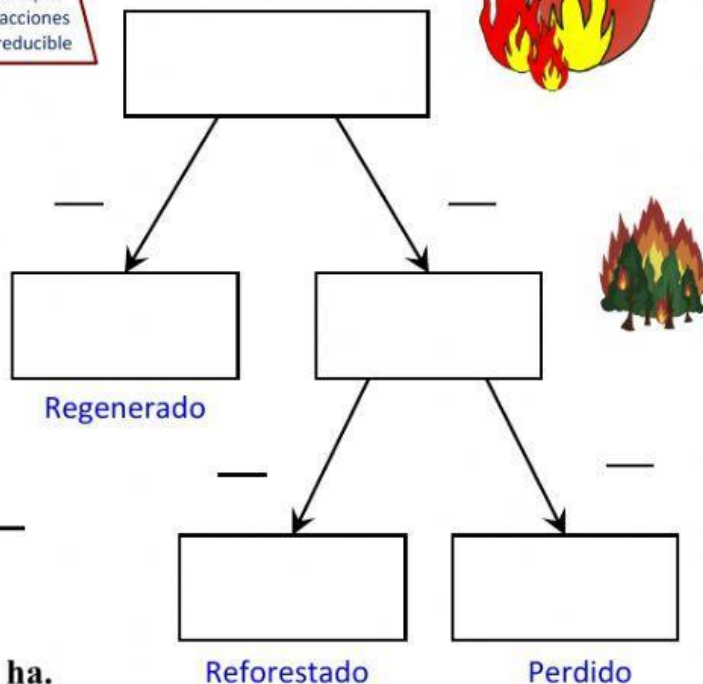 acciones
reducible
Regenerado
ha.
Reforestado
Perdido